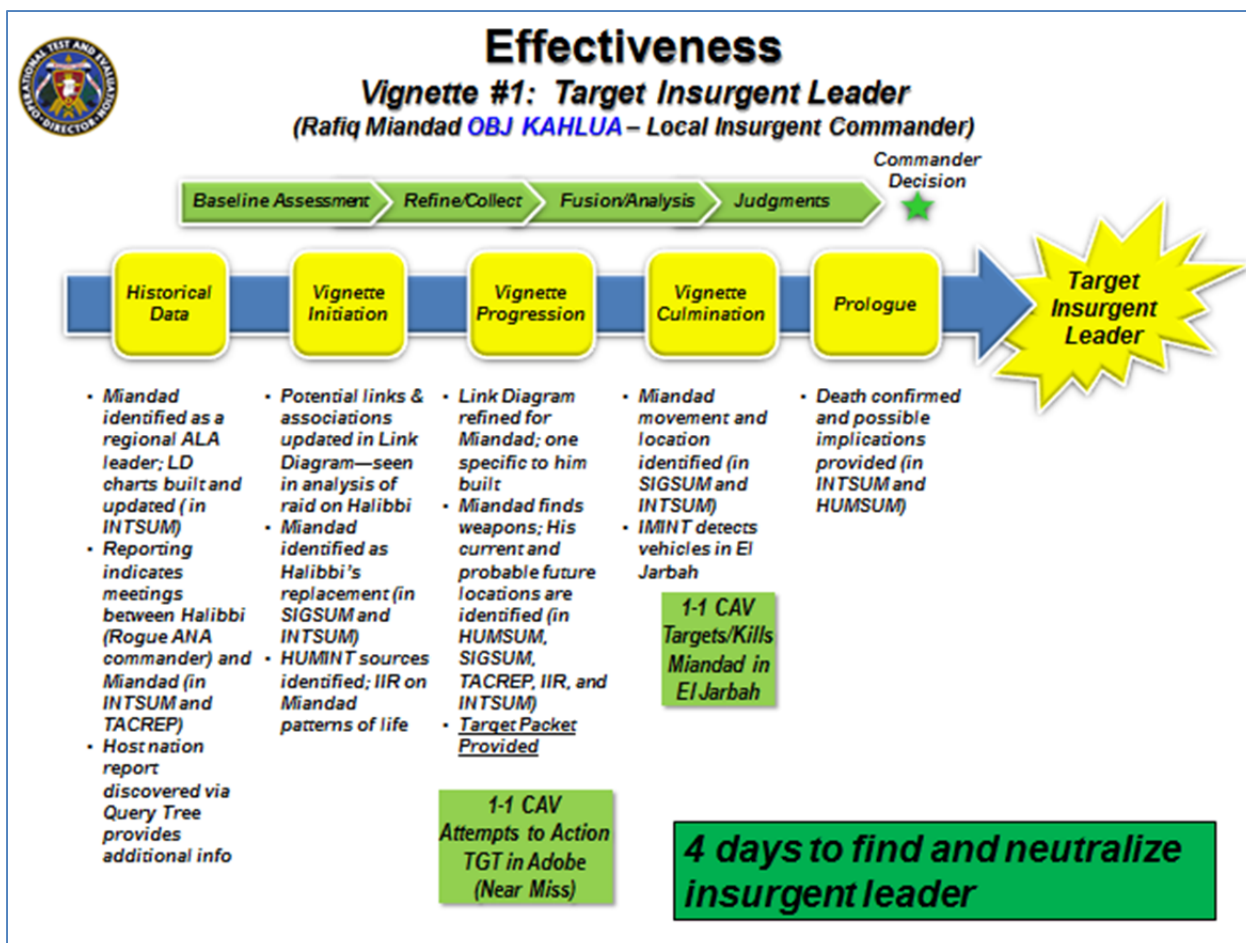 OPERATIONAL TEST AND EVALUATION
DIRECTOR
Effectiveness
Vignette #1: Target Insurgent Leader
(Rafiq Miandad OBJ KAHLUA – Local Insurgent Commander)
Commander
Decision
Baseline Assessment
Refine/Collect
Fusion/Analysis
Judgments
Historical
Data
Vignette
Initiation
Vignette
Progression
Vignette
Culmination
Prologue
Target
Insurgent
Leader
• Miandad
identified as a
regional ALA
leader; LD
charts built and
updated ( in
INTSUM)
• Reporting
indicates
meetings
between Halibbi
(Rogue ANA
commander) and
Miandad (in
INTSUM and
TACREP)
• Host nation
report
discovered via
Query Tree
provides
additional info
• Potential links &
associations
updated in Link
Diagram—seen
in analysis of
raid on Halibbi
• Miandad
identified as
Halibbi's
replacement (in
SIGSUM and
INTSUM)
• HUMINT sources
identified; IIR on
Miandad
patterns of life
• Link Diagram
refined for
Miandad; one
specific to him
built
• Miandad finds
weapons; His
current and
probable future
locations are
identified (in
HUMSUM,
SIGSUM,
TACREP, IIR, and
INTSUM)
• Target Packet
Provided
1-1 CAV
Attempts to Action
TGT in Adobe
(Near Miss)
• Miandad
movement and
location
identified (in
SIGSUM and
INTSUM)
• IMINT detects
vehicles in El
Jarbah
1-1 CAV
Targets/Kills
Miandad in
El Jarbah
• Death confirmed
and possible
implications
provided (in
INTSUM and
HUMSUM)
4 days to find and neutralize
insurgent leader